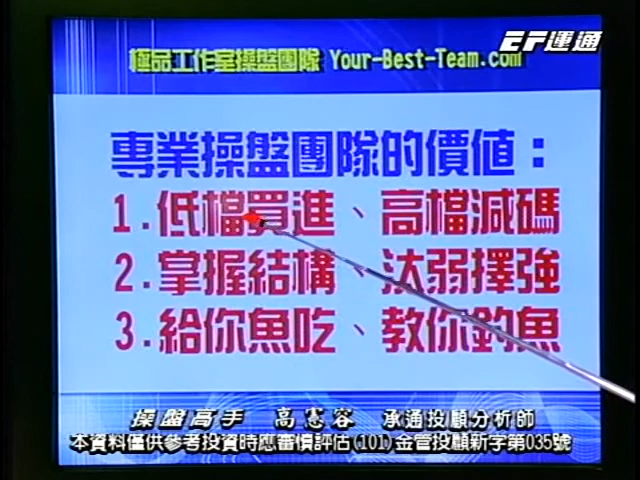 EF運通
極品工作室操盤團隊 Your-Best-Team.com
專業操盤團隊的價值：
1.低檔買進、高檔減碼
2.掌握結構、汰弱擇強
3.給你魚吃、教你釣魚
操盤高手 高憲容 承通投顧分析師
本資料僅供參考投資時應審慎評估(101)金管投顧新字第035號